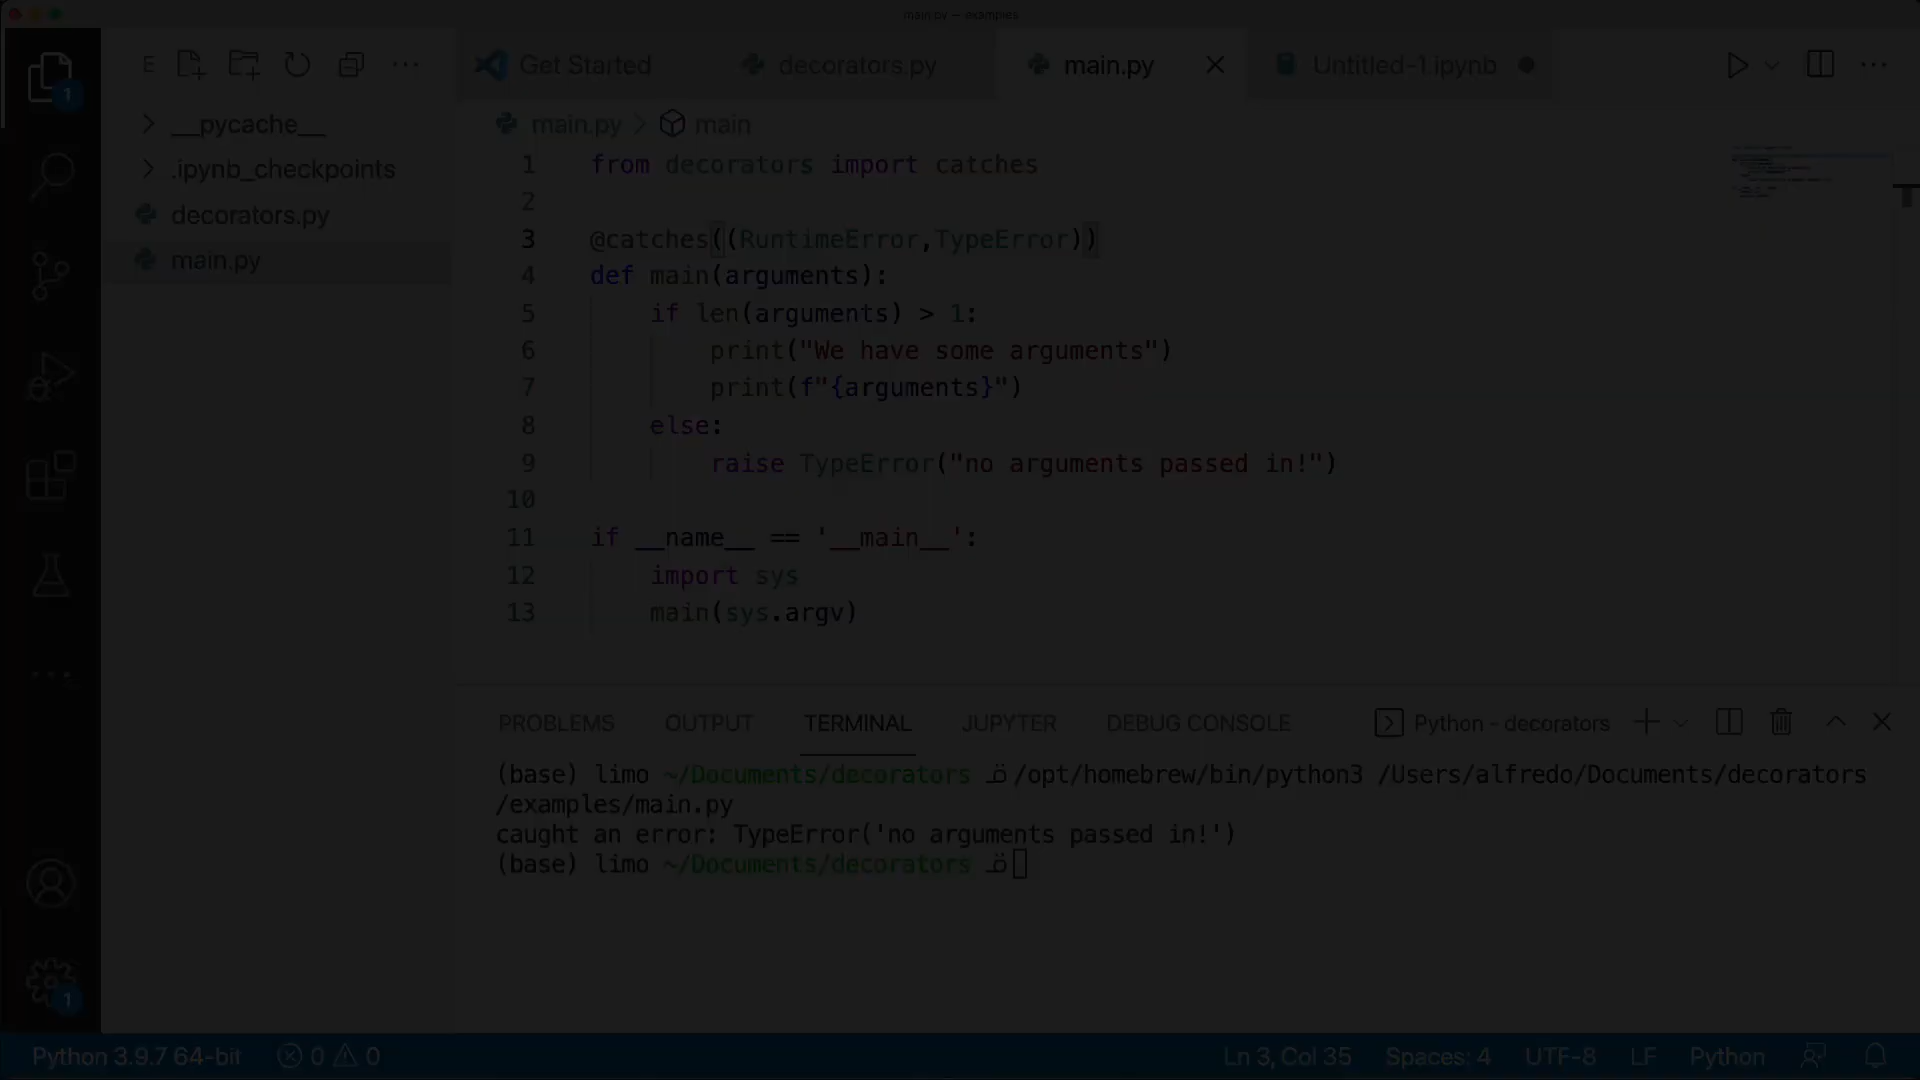 main.py — examples
E
Get Started
decorators.py
main.py
Untitled-1.ipynb
1
__pycache__
.ipynb_checkpoints
decorators.py
main.py
main.py > main
1 from decorators import catches
2
3 @catches((RuntimeError,TypeError))
4 def main(arguments):
5 if len(arguments) > 1:
6 print("We have some arguments")
7 print(f"{arguments}")
8 else:
9 raise TypeError("no arguments passed in!")
10
11 if __name__ == '__main__':
12 import sys
13 main(sys.argv)
PROBLEMS OUTPUT TERMINAL JUPYTER DEBUG CONSOLE Python - decorators
(base) limo ~/Documents/decorators /opt/homebrew/bin/python3 /Users/alfredo/Documents/decorators
/examples/main.py
caught an error: TypeError('no arguments passed in!')
(base) limo ~/Documents/decorators
1
Python 3.9.7 64-bit 0 0 Ln 3, Col 35 Spaces: 4 UTF-8 LF Python